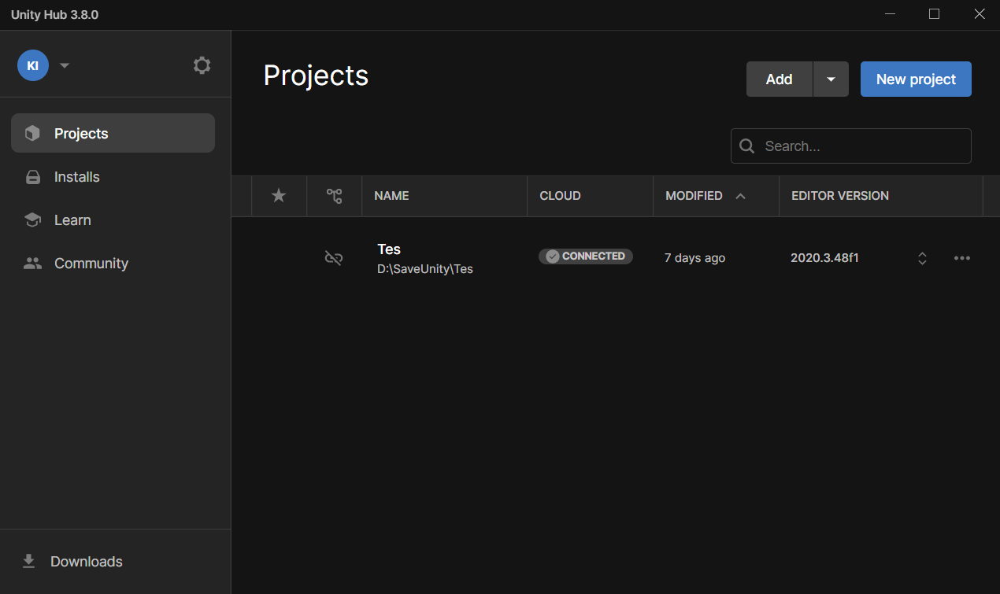 Unity Hub 3.8.0
KI
Projects
Installs
Learn
Community
Downloads
Projects
Add
New project
Search...
NAME
CLOUD
MODIFIED
EDITOR VERSION
Tes
D:\SaveUnity\Tes
CONNECTED
7 days ago
2020.3.48f1